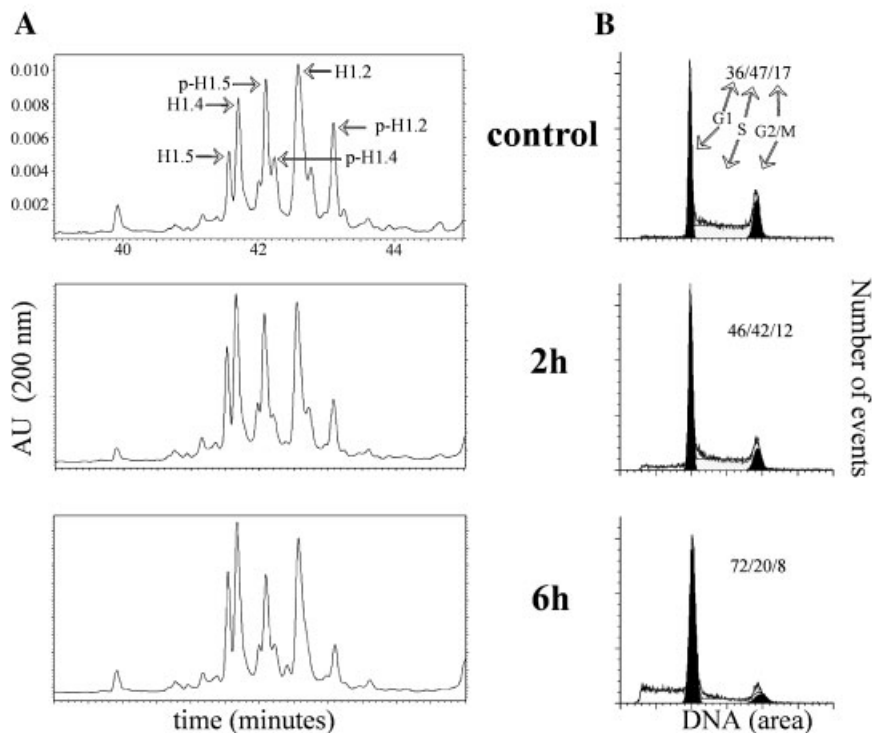 A
0.010
0.008
0.006
0.004
0.002
H1.5
H1.4
p-H1.5
H1.2
p-H1.2
p-H1.4
40
42
44
AU (200 nm)
time (minutes)
control
2h
6h
B
36/47/17
G1
S
G2/M
46/42/12
72/20/8
Number of events
DNA (area)